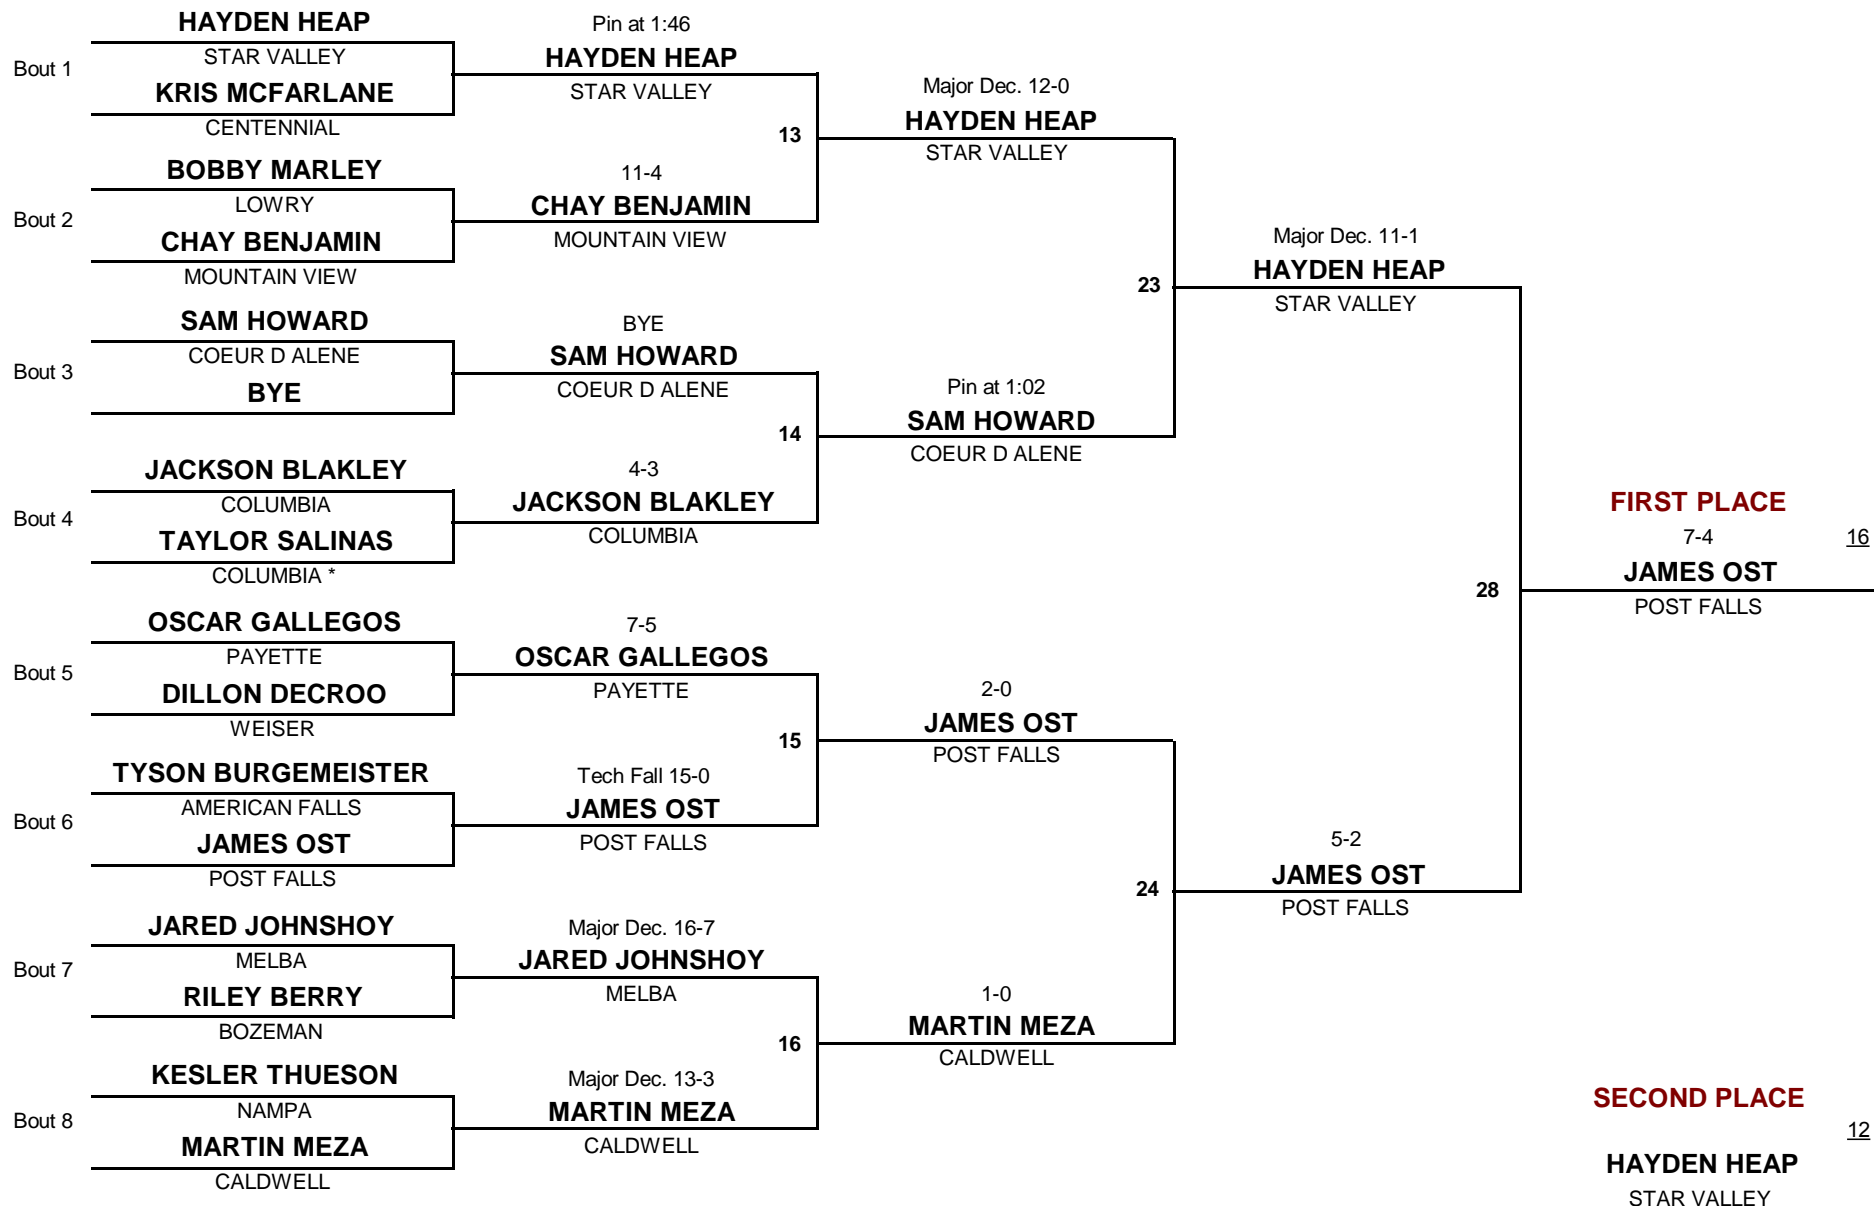 HAYDEN HEAP
Bout 1
STAR VALLEY
KRIS MCFARLANE
CENTENNIAL
BOBBY MARLEY
Bout 2
LOWRY
CHAY BENJAMIN
MOUNTAIN VIEW
SAM HOWARD
Bout 3
COEUR D ALENE
BYE
JACKSON BLAKLEY
Bout 4
COLUMBIA
TAYLOR SALINAS
COLUMBIA *
OSCAR GALLEGOS
Bout 5
PAYETTE
DILLON DECROO
WEISER
TYSON BURGEMEISTER
Bout 6
AMERICAN FALLS
JAMES OST
POST FALLS
JARED JOHNSHOY
Bout 7
MELBA
RILEY BERRY
BOZEMAN
KESLER THUESON
Bout 8
NAMPA
MARTIN MEZA
CALDWELL
Pin at 1:46
HAYDEN HEAP
STAR VALLEY
13
11-4
CHAY BENJAMIN
MOUNTAIN VIEW
BYE
SAM HOWARD
COEUR D ALENE
14
4-3
JACKSON BLAKLEY
COLUMBIA
7-5
OSCAR GALLEGOS
PAYETTE
15
Tech Fall 15-0
JAMES OST
POST FALLS
Major Dec. 16-7
JARED JOHNSHOY
MELBA
16
Major Dec. 13-3
MARTIN MEZA
CALDWELL
Major Dec. 12-0
HAYDEN HEAP
STAR VALLEY
23
Pin at 1:02
SAM HOWARD
COEUR D ALENE
2-0
JAMES OST
POST FALLS
24
1-0
MARTIN MEZA
CALDWELL
Major Dec. 11-1
HAYDEN HEAP
STAR VALLEY
28
5-2
JAMES OST
POST FALLS
FIRST PLACE
7-4
16
JAMES OST
POST FALLS
SECOND PLACE
12
HAYDEN HEAP
STAR VALLEY